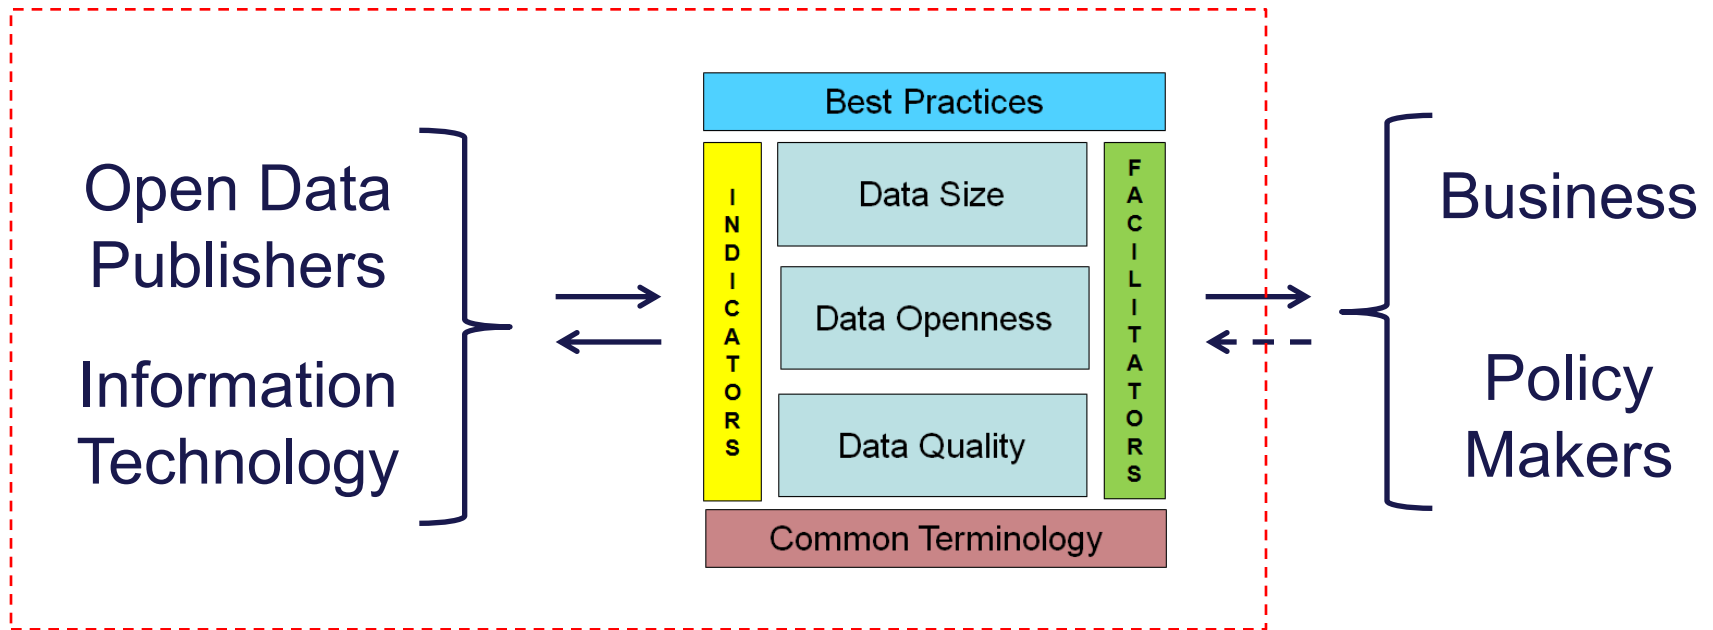 Open Data
Publishers
Information
Technology
Best Practices
INDICATORS
Data Size
Data Openness
Data Quality
FACILITATORS
Common Terminology
Business
Policy
Makers